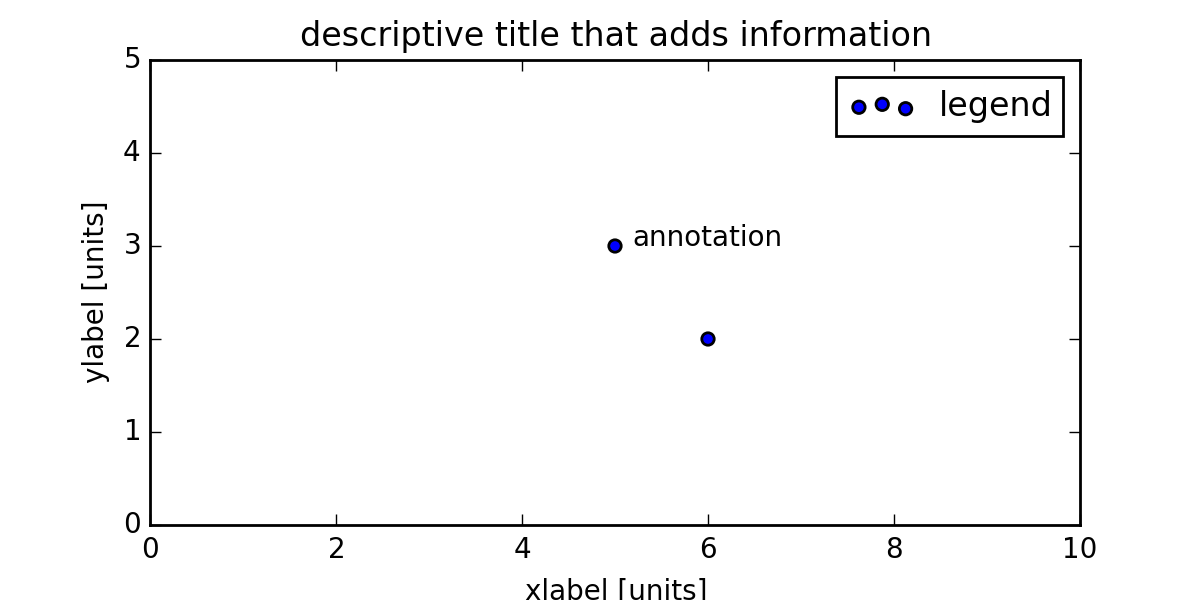 descriptive title that adds information
legend
annotation
ylabel [units]
5
4
3
2
1
0
0 2 4 6 8 10
xlabel [units]